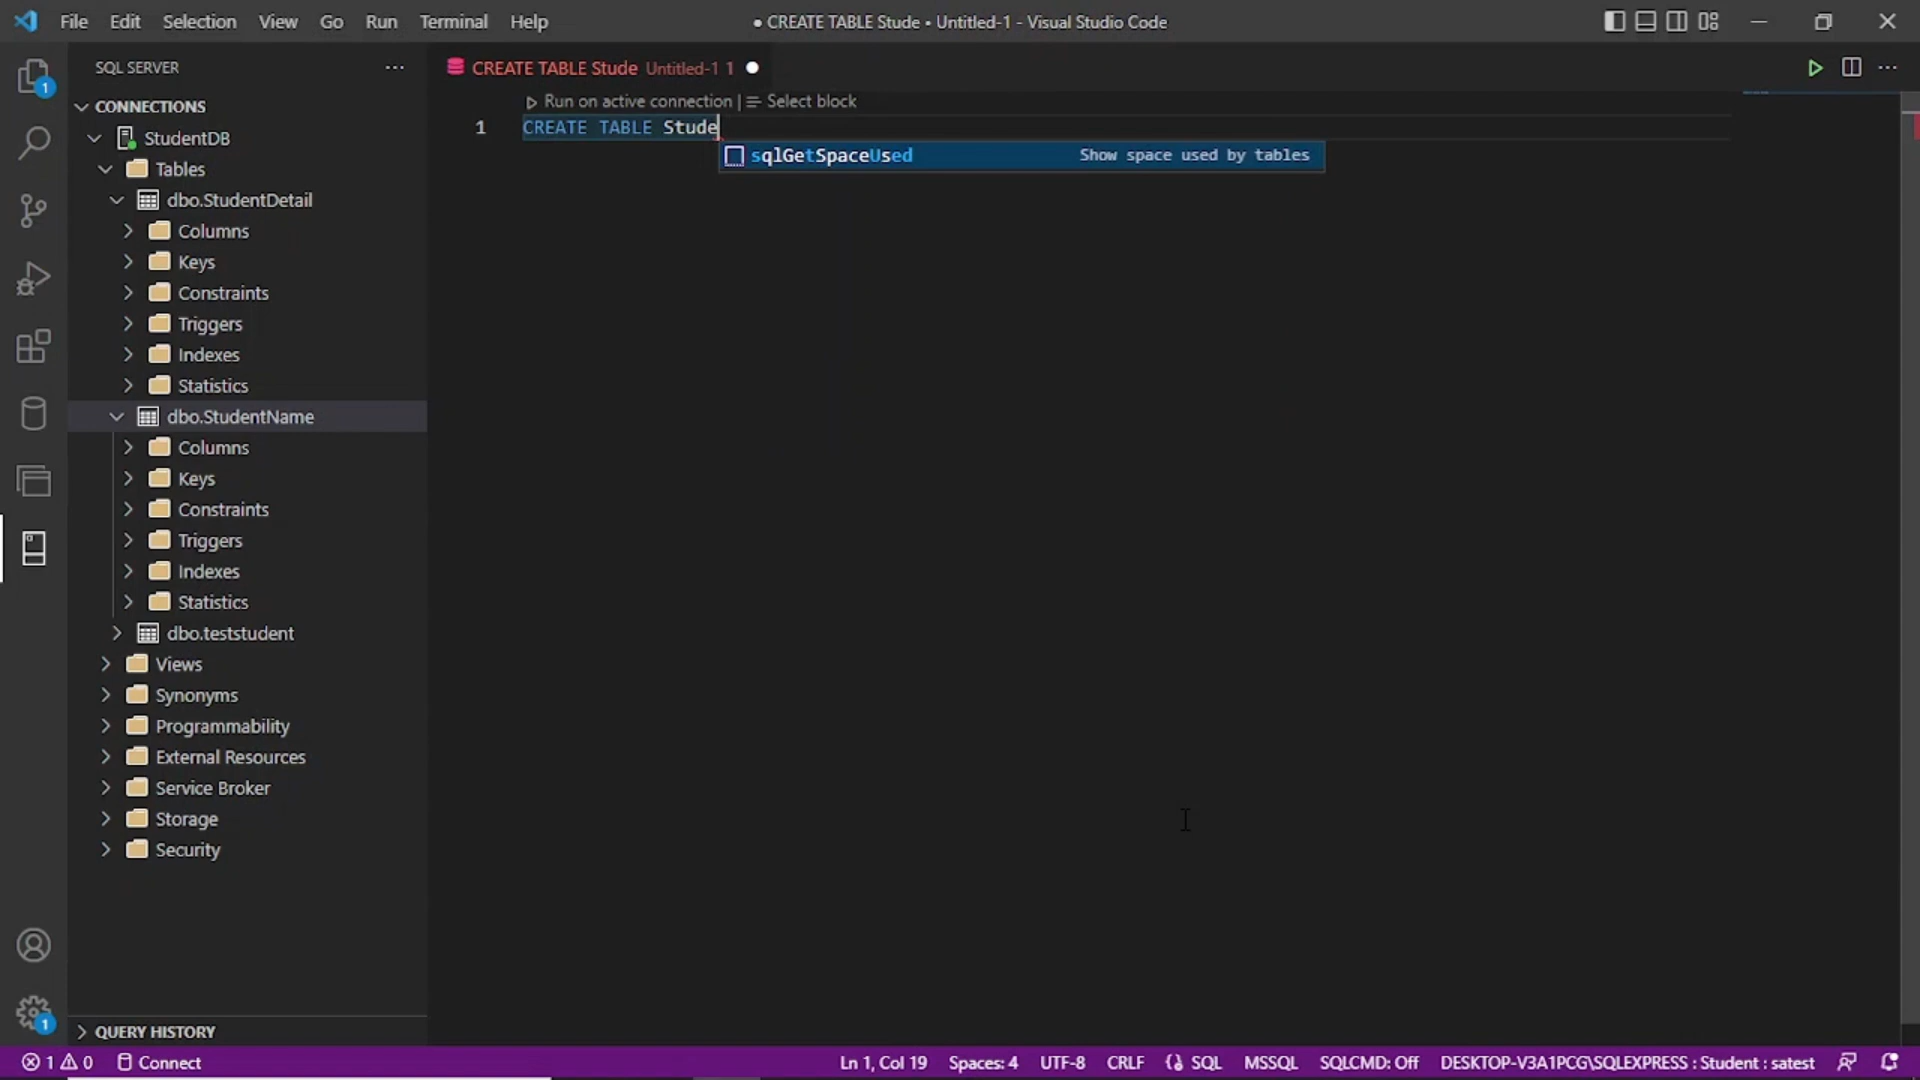 File Edit Selection View Go Run Terminal Help
● CREATE TABLE Stude • Untitled-1 - Visual Studio Code
SQL SERVER ···
CREATE TABLE Stude Untitled-1 1
1
CONNECTIONS
StudentDB
Tables
dbo.StudentDetail
Columns
Keys
Constraints
Triggers
Indexes
Statistics
dbo.StudentName
Columns
Keys
Constraints
Triggers
Indexes
Statistics
dbo.teststudent
Views
Synonyms
Programmability
External Resources
Service Broker
Storage
Security
QUERY HISTORY
Run on active connection | Select block
1 CREATE TABLE Stude
sqlGetSpaceUsed Show space used by tables
1
1 0 Connect
Ln 1, Col 19 Spaces: 4 UTF-8 CRLF SQL MSSQL SQLCMD: Off DESKTOP-V3A1PCG\SQLEXPRESS : Student : satest